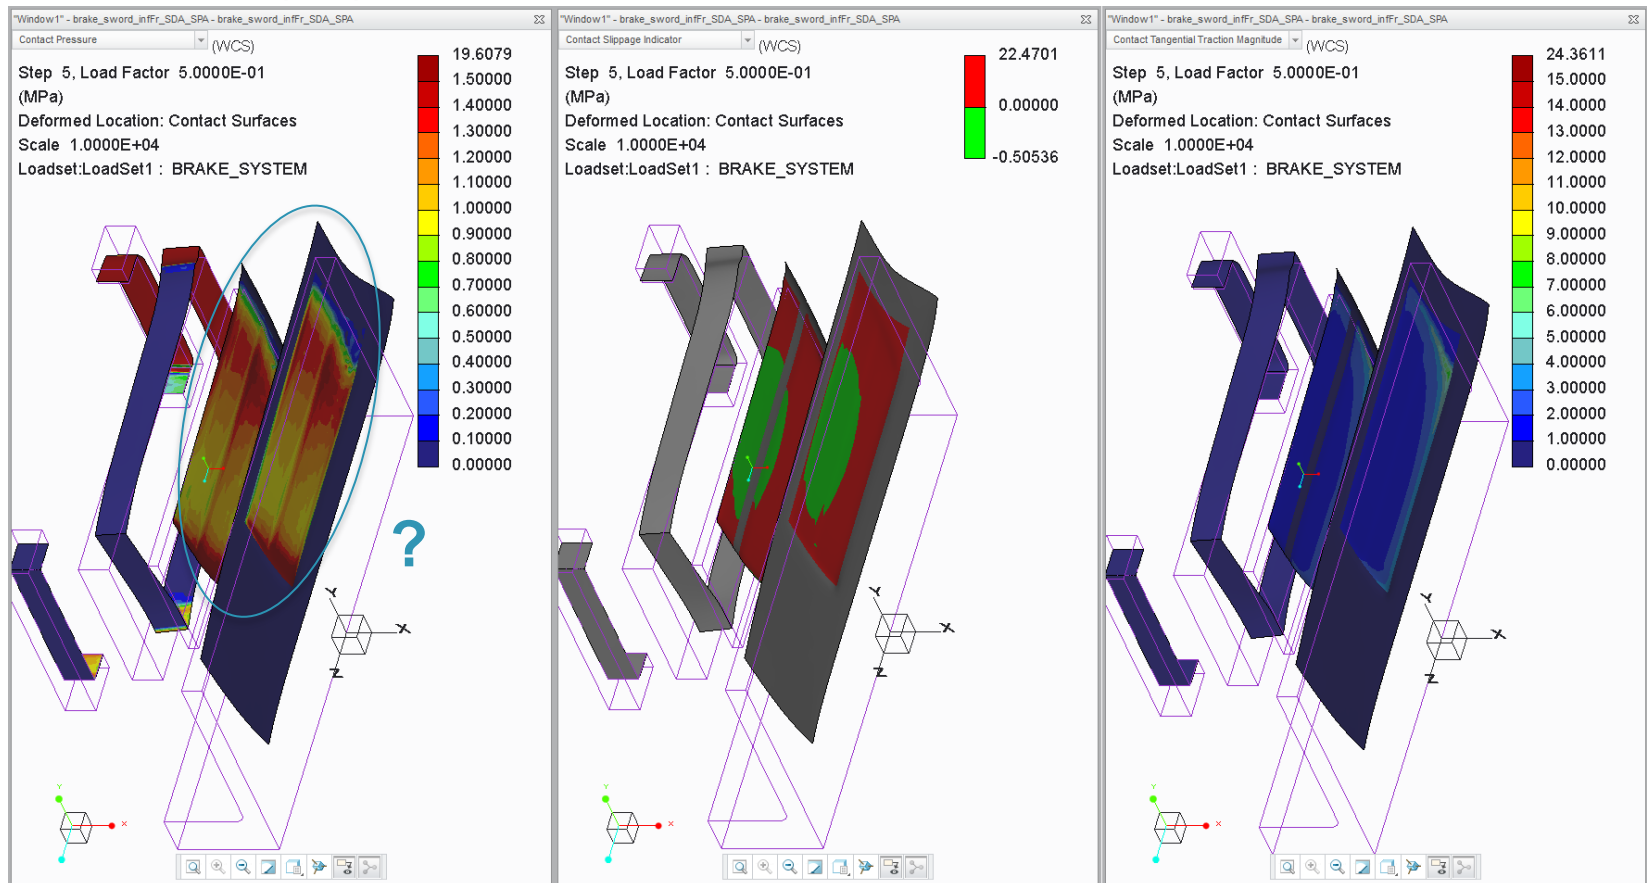 "Window1" - brake_sword_infFr_SDA_SPA - brake_sword_infFr_SDA_SPA
Contact Pressure
(WCS)
Step 5, Load Factor 5.0000E-01
(MPa)
Deformed Location: Contact Surfaces
Scale 1.0000E+04
Loadset:LoadSet1 : BRAKE_SYSTEM
19.6079
1.50000
1.40000
1.30000
1.20000
1.10000
1.00000
0.90000
0.80000
0.70000
0.60000
0.50000
0.40000
0.30000
0.20000
0.10000
0.00000
?
Y
X
Z
Y
X
"Window1" - brake_sword_infFr_SDA_SPA - brake_sword_infFr_SDA_SPA
Contact Slippage Indicator
(WCS)
Step 5, Load Factor 5.0000E-01
(MPa)
Deformed Location: Contact Surfaces
Scale 1.0000E+04
Loadset:LoadSet1 : BRAKE_SYSTEM
22.4701
0.00000
-0.50536
Y
X
Z
Y
X
"Window1" - brake_sword_infFr_SDA_SPA - brake_sword_infFr_SDA_SPA
Contact Tangential Traction Magnitude
(WCS)
Step 5, Load Factor 5.0000E-01
(MPa)
Deformed Location: Contact Surfaces
Scale 1.0000E+04
Loadset:LoadSet1 : BRAKE_SYSTEM
24.3611
15.0000
14.0000
13.0000
12.0000
11.0000
10.0000
9.00000
8.00000
7.00000
6.00000
5.00000
4.00000
3.00000
2.00000
1.00000
0.00000
Y
X
Z
Y
X